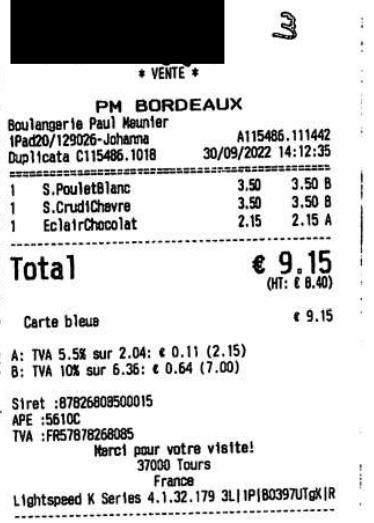 * VENTE *
PM BORDEAUX
Boulangerie Paul Meunier
iPad20/129026-Johanna A115486.111442
Duplicata C115486.1018 30/09/2022 14:12:35
1 S.PouletBlanc 3.50 3.50 B
1 S.CrudiChevre 3.50 3.50 B
1 EclairChocolat 2.15 2.15 A
Total € 9.15
(HT: € 8.40)
Carte bleue € 9.15
A: TVA 5.5% sur 2.04: € 0.11 (2.15)
B: TVA 10% sur 6.36: € 0.64 (7.00)
Siret :87826808500015
APE :5610C
TVA :FR57878268085
Merci pour votre visite!
37000 Tours
France
Lightspeed K Series 4.1.32.179 3L|1P|B0397UTgX|R